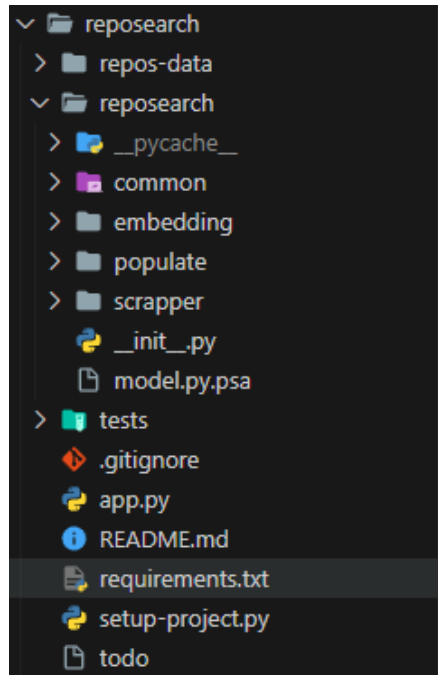 reposearch
repos-data
reposearch
__pycache__
common
embedding
populate
scrapper
__init__.py
model.py.psa
tests
.gitignore
app.py
README.md
requirements.txt
setup-project.py
todo